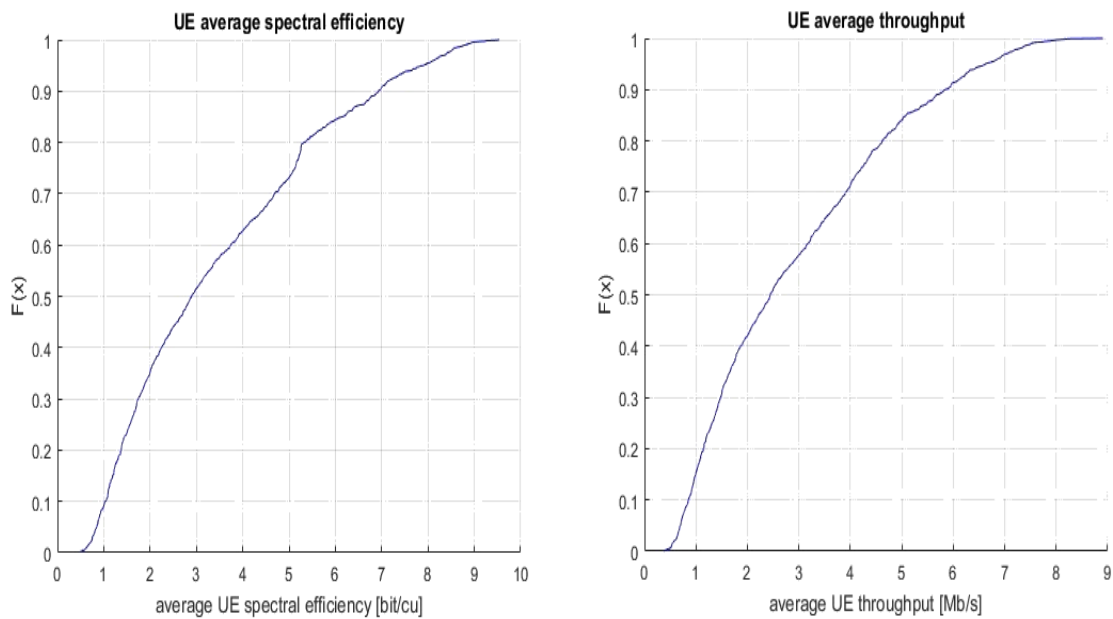 UE average spectral efficiency
1
0.9
0.8
0.7
0.6
0.5
0.4
0.3
0.2
0.1
0
F(x)
0 1 2 3 4 5 6 7 8 9 10
average UE spectral efficiency [bit/cu]
UE average throughput
1
0.9
0.8
0.7
0.6
0.5
0.4
0.3
0.2
0.1
0
F(x)
0 1 2 3 4 5 6 7 8 9
average UE throughput [Mb/s]